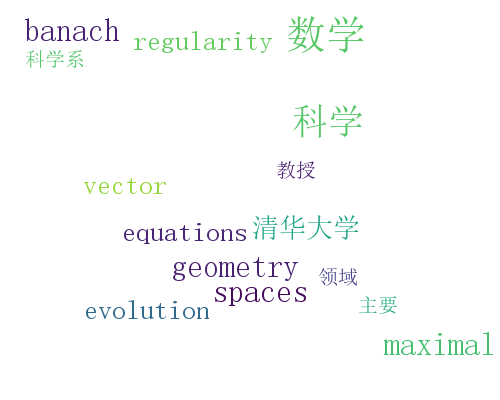 banach
regularity
数学
科学系
科学
教授
vector
equations
清华大学
geometry
领域
spaces
evolution
主要
maximal